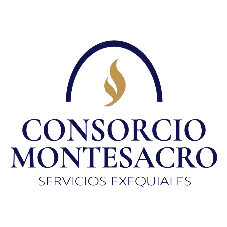 CONSORCIO
MONTESACRO
SERVICIOS EXEQUIALES